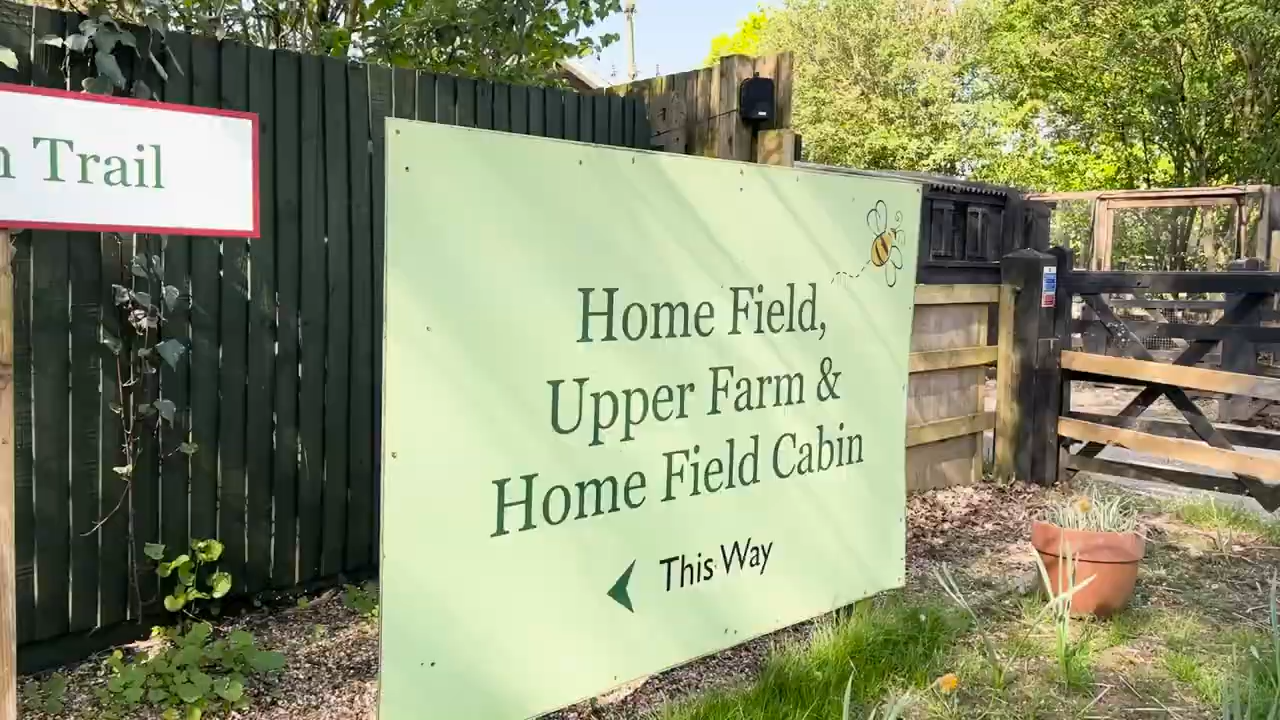 Trail
Home Field,
Upper Farm &
Home Field Cabin
This Way